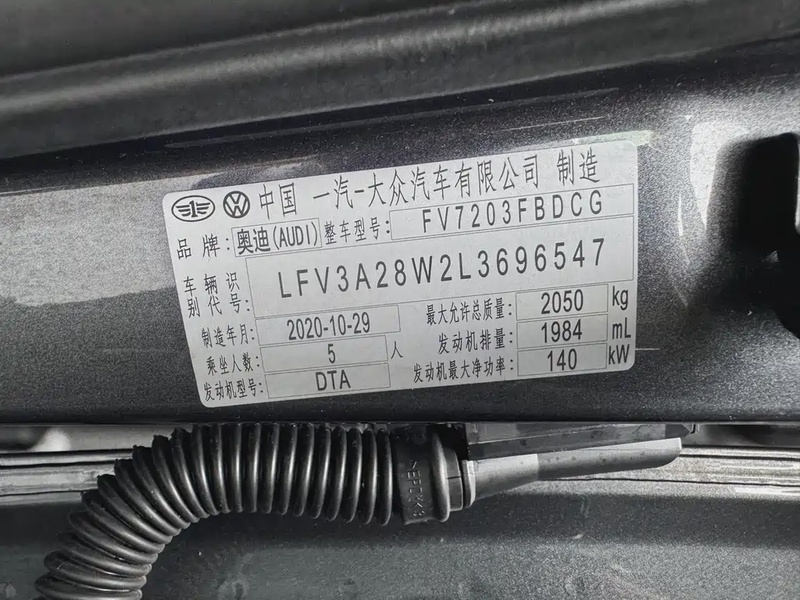 中国 一汽-大众汽车有限公司 制造
品牌: 奥迪(AUDI) 整车型号: FV7203FBDCG
车辆识别代号: LFV3A28W2L3696547
制造年月: 2020-10-29 最大允许总质量: 2050 kg
乘坐人数: 5 人 发动机排量: 1984 mL
发动机型号: DTA 发动机最大净功率: 140 kW